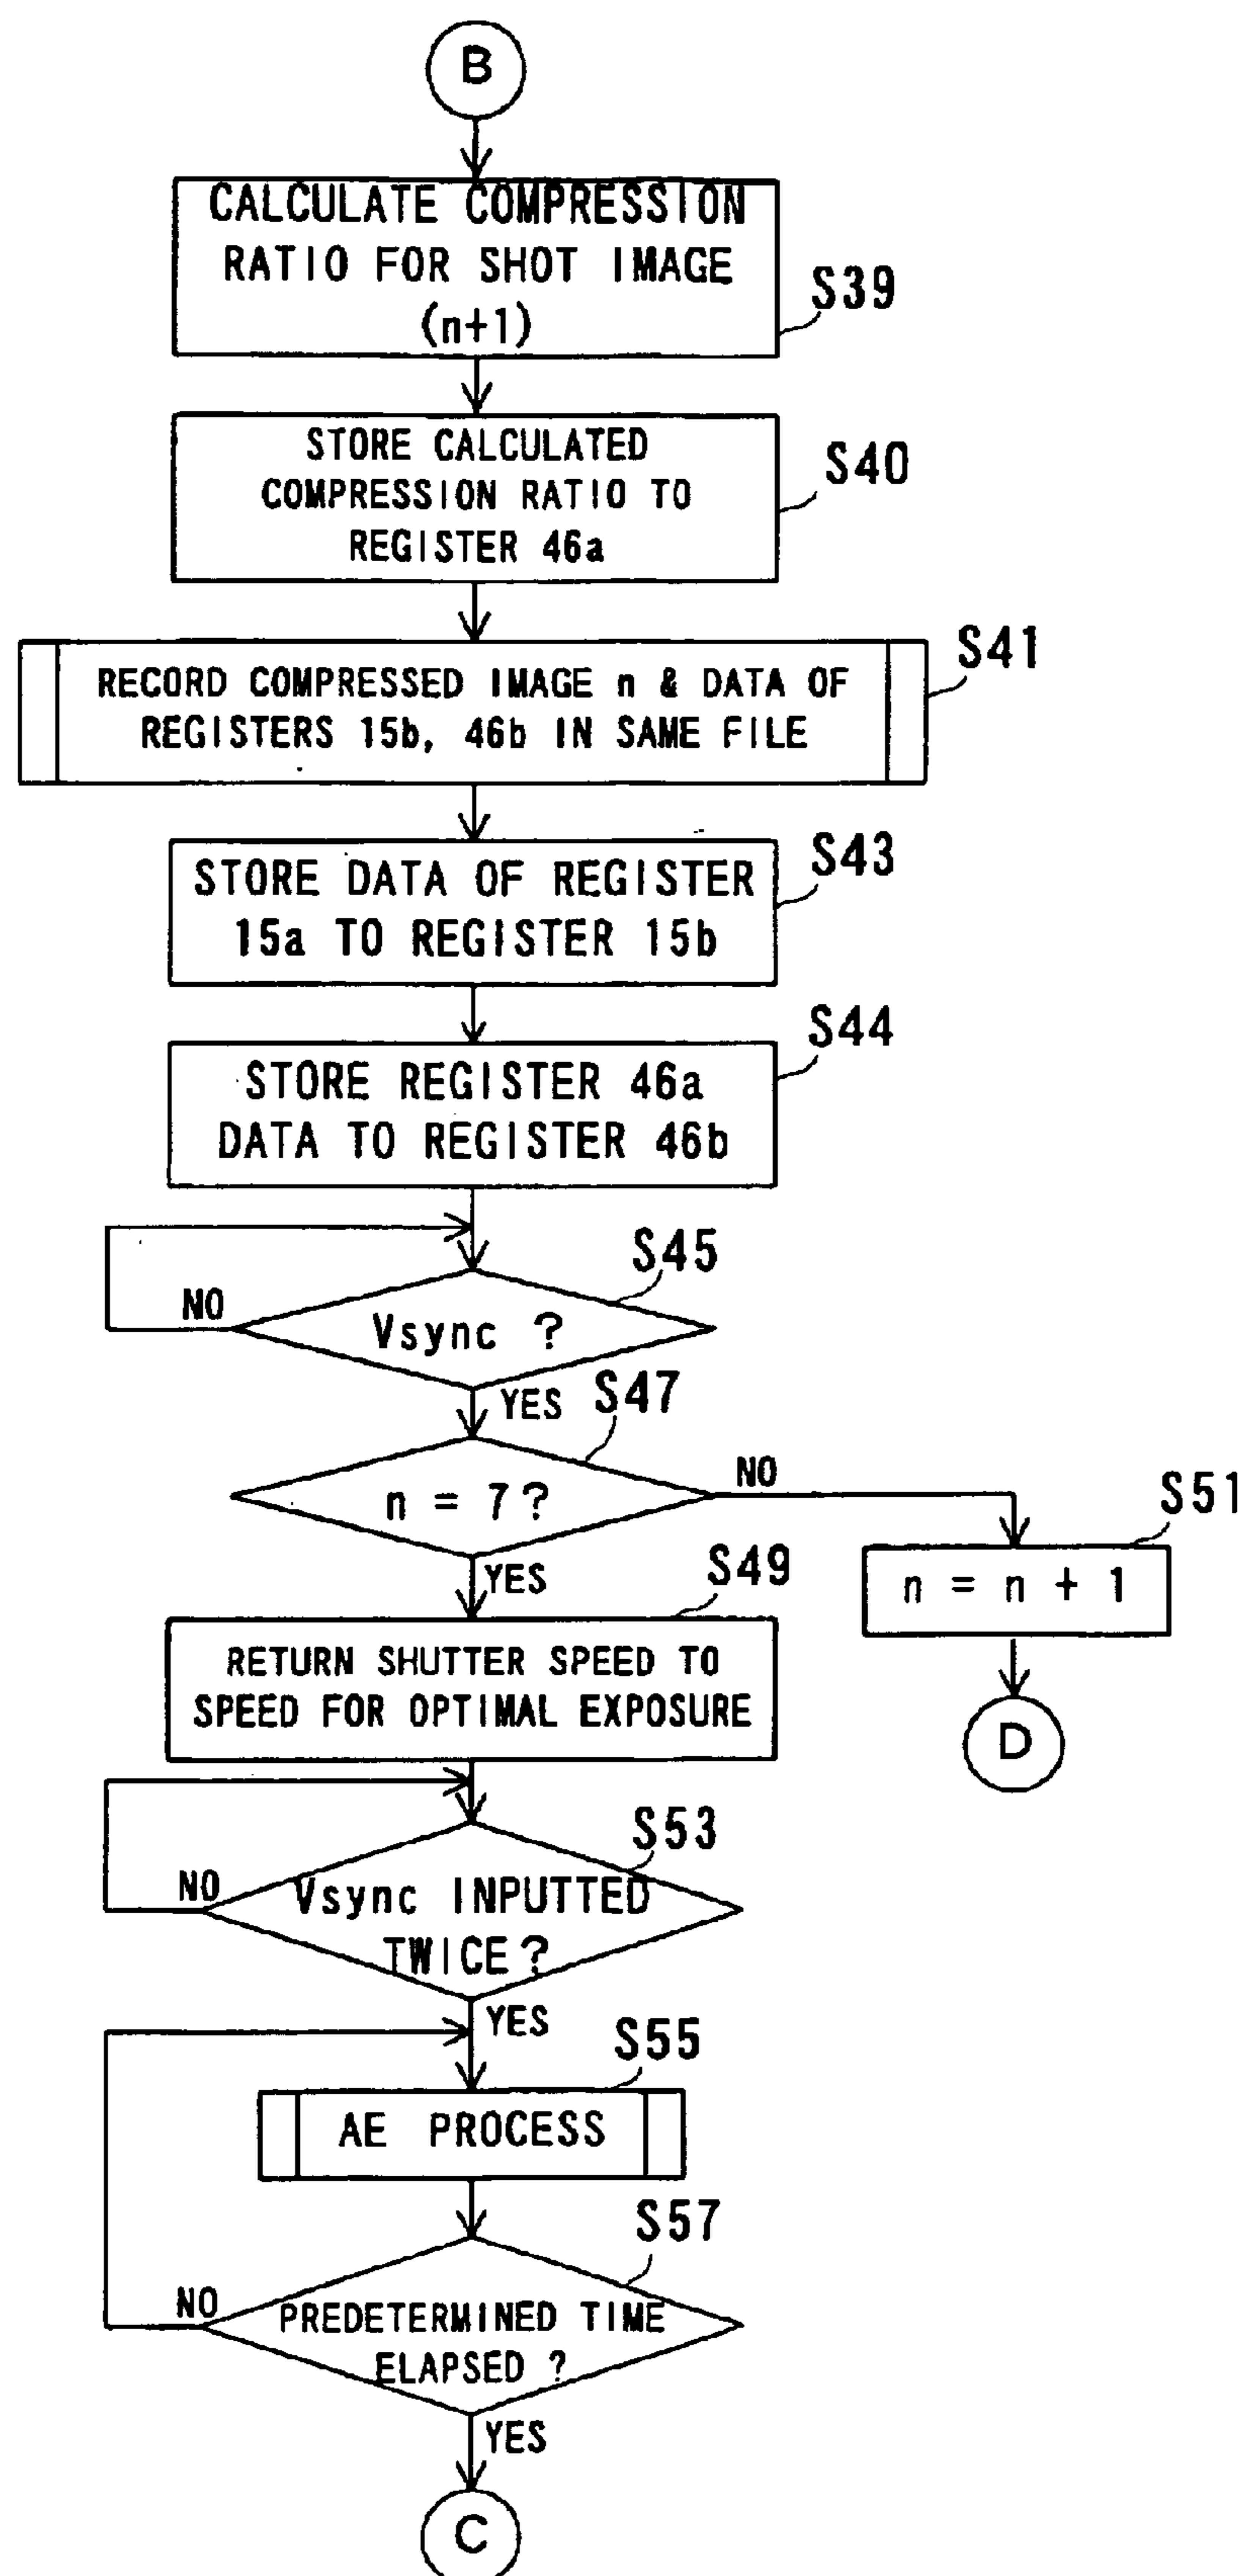 B
CALCULATE COMPRESSION
RATIO FOR SHOT IMAGE
(n+1)
S39
STORE CALCULATED
COMPRESSION RATIO TO
REGISTER 46a
S40
RECORD COMPRESSED IMAGE n & DATA OF
REGISTERS 15b, 46b IN SAME FILE
S41
STORE DATA OF REGISTER
15a TO REGISTER 15b
S43
STORE REGISTER 46a
DATA TO REGISTER 46b
S44
S45
NO
Vsync ?
YES
S47
n = 7?
NO
S51
n = n + 1
D
YES
S49
RETURN SHUTTER SPEED TO
SPEED FOR OPTIMAL EXPOSURE
S53
NO
Vsync INPUTTED
TWICE?
YES
S55
AE PROCESS
S57
NO
PREDETERMINED TIME
ELAPSED ?
YES
C